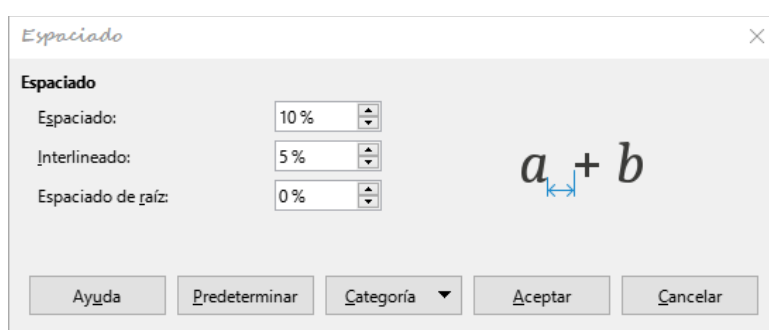 Espaciado
Espaciado
Espaciado: 10 %
Interlineado: 5 %
Espaciado de raíz: 0 %
a + b
Ayuda Predeterminar Categoría Aceptar Cancelar